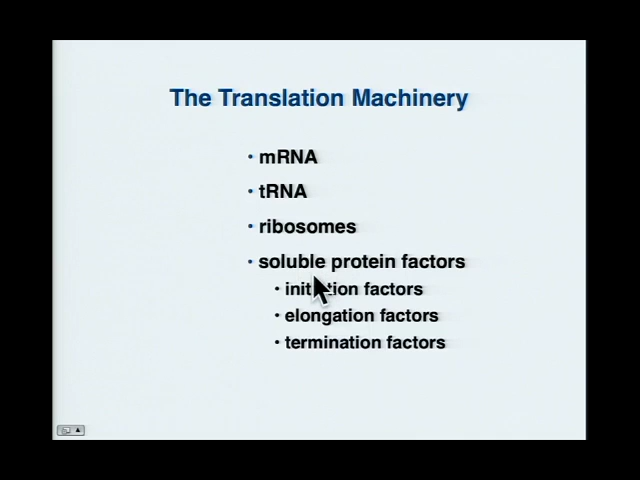 The Translation Machinery
• mRNA
• tRNA
• ribosomes
• soluble protein factors
• initiation factors
• elongation factors
• termination factors